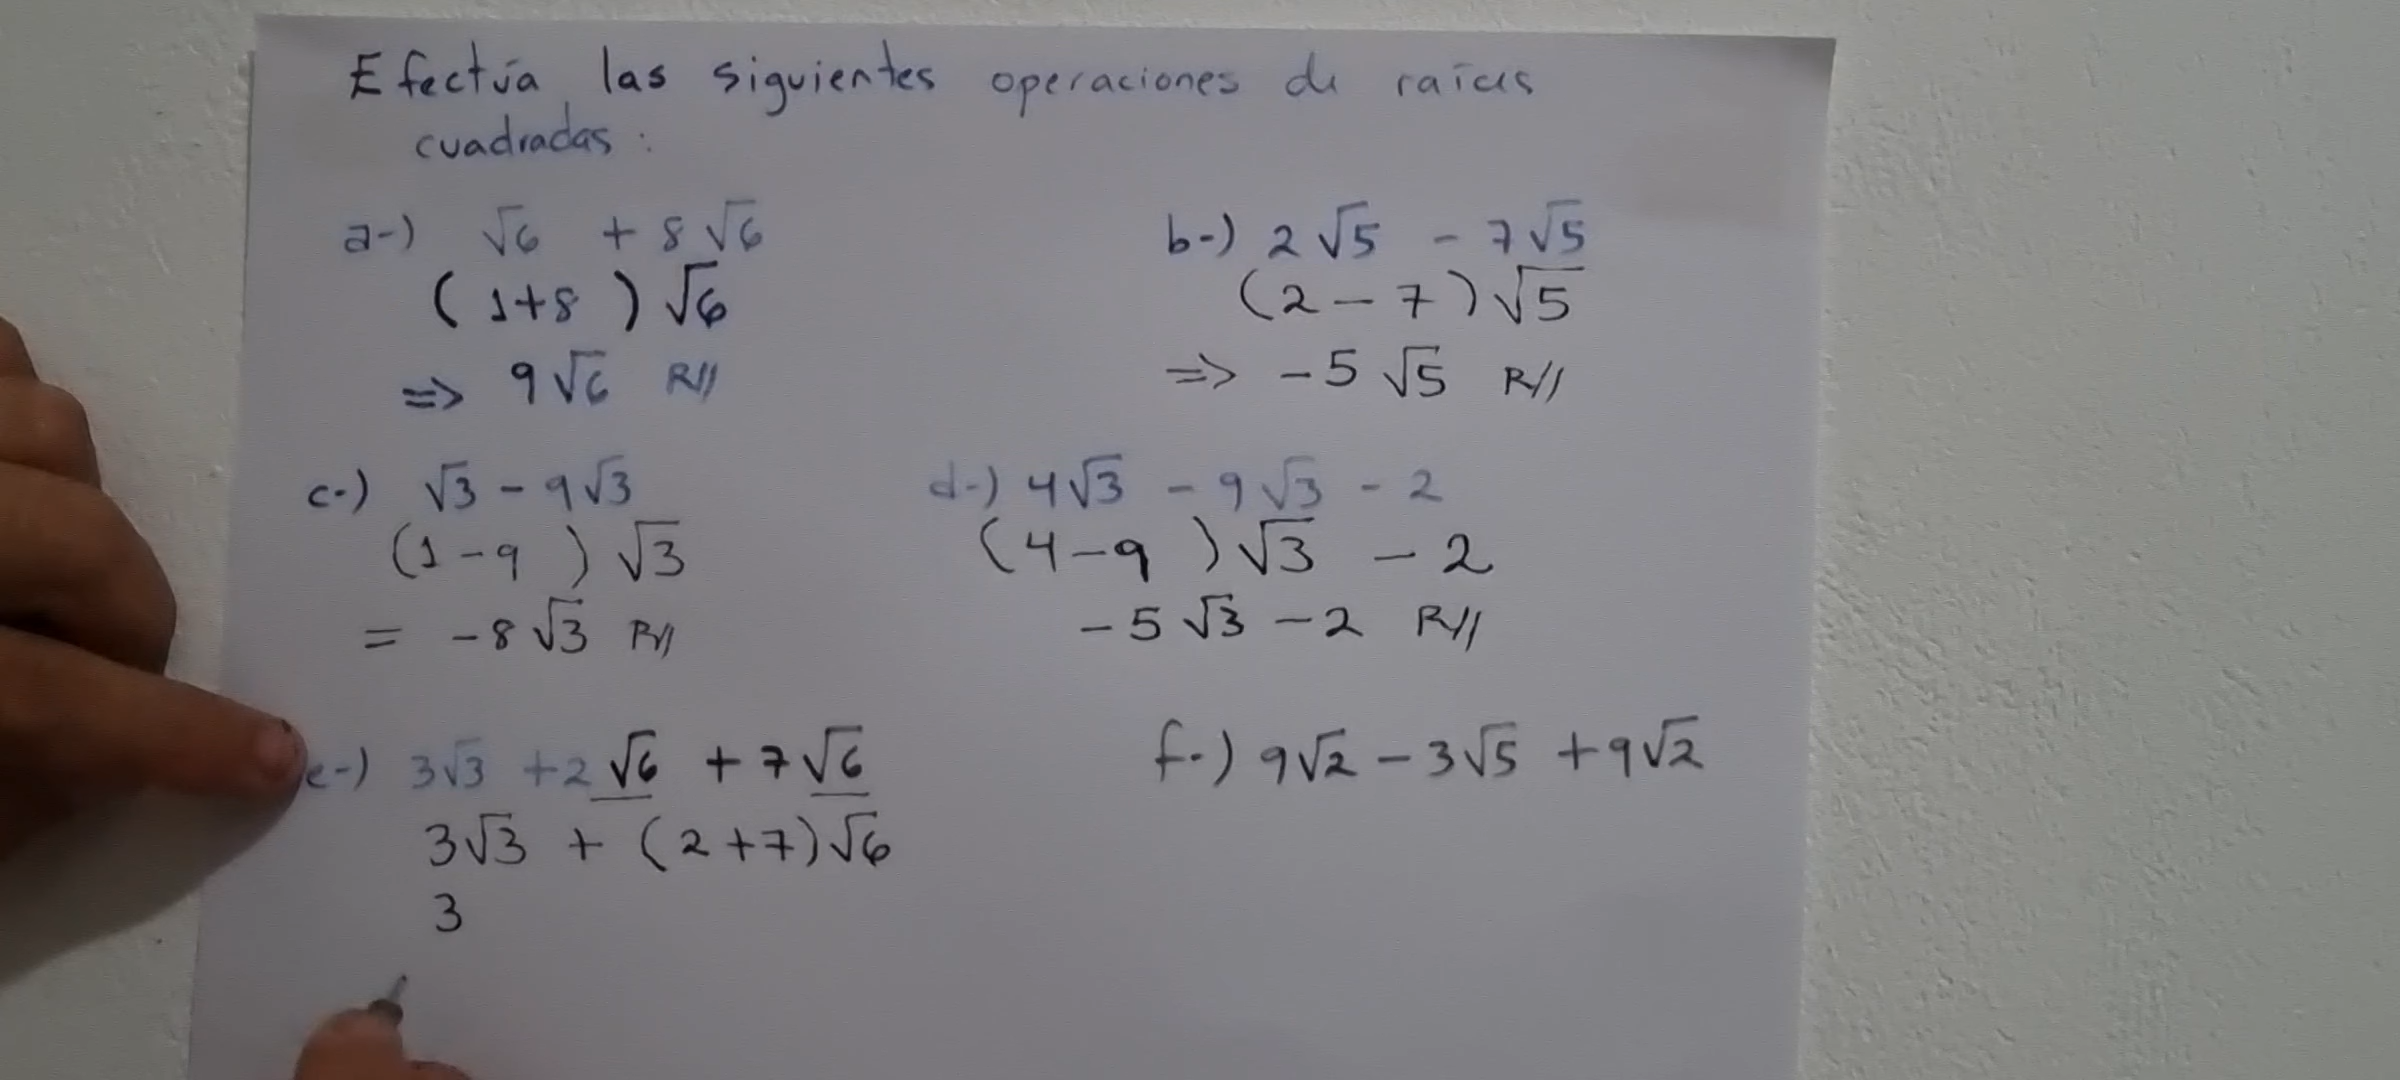 Efectúa las siguientes operaciones de raíces
cuadradas:
a-) √6 + 8√6
(1+8)√6
=> 9√6 R//
b-) 2√5 - 7√5
(2-7)√5
=> -5√5 R//
c-) √3 - 9√3
(1-9)√3
= -8√3 R//
d-) 4√3 - 9√3 - 2
(4-9)√3 - 2
-5√3 - 2 R//
e-) 3√3 + 2√6 + 7√6
3√3 + (2+7)√6
3
f-) 9√2 - 3√5 + 9√2